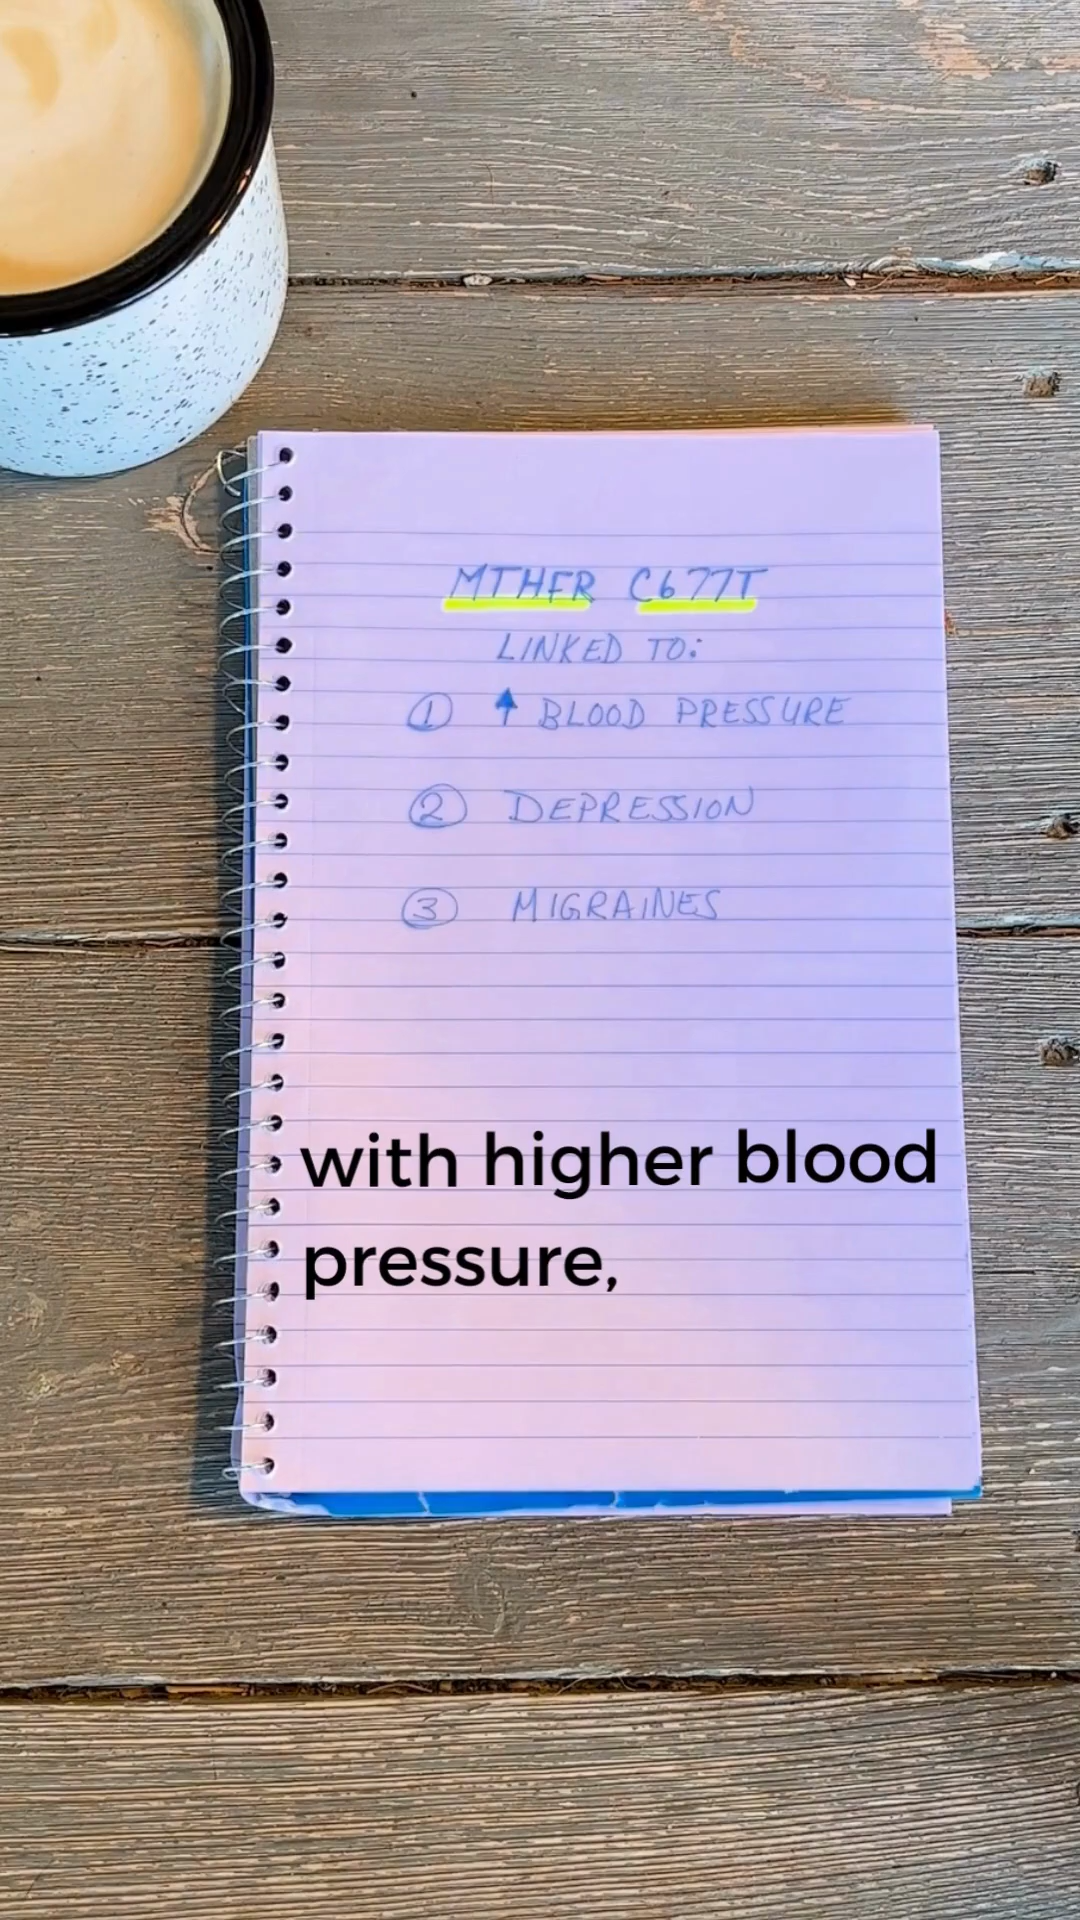 MTHFR C677T
LINKED TO:
① ↑ BLOOD PRESSURE
② DEPRESSION
③ MIGRAINES
with higher blood
pressure,